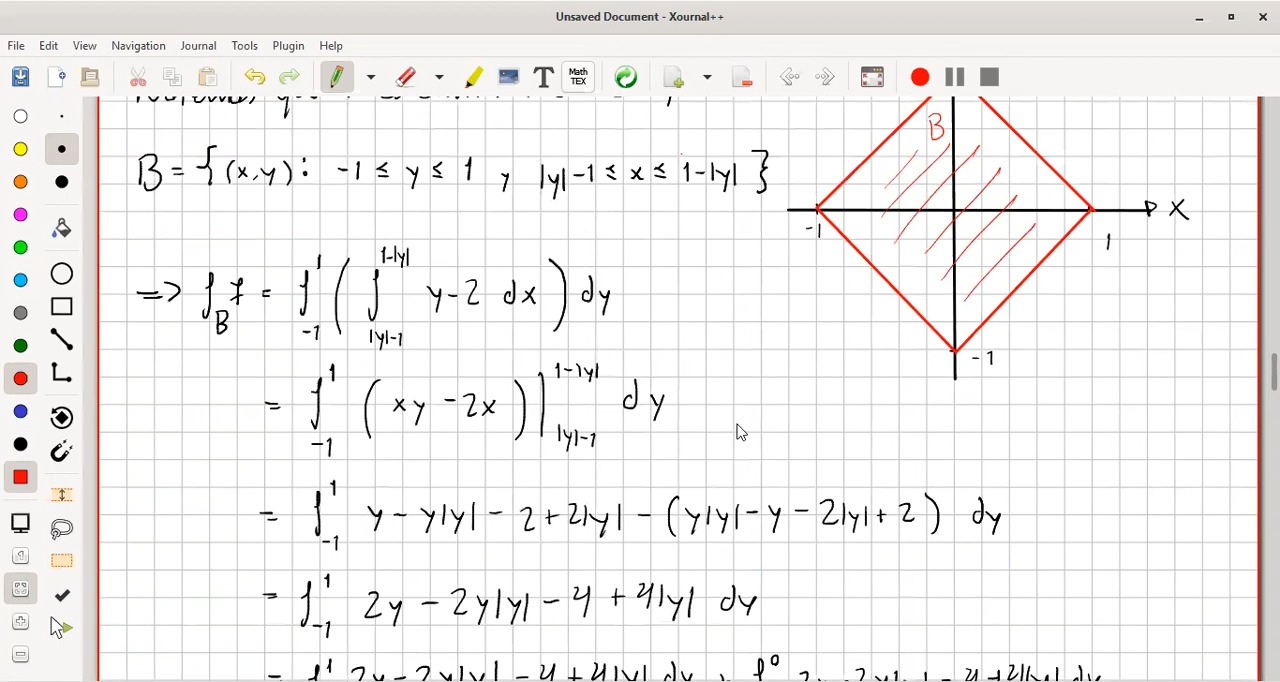 Unsaved Document - Xournal++
File Edit View Navigation Journal Tools Plugin Help
T Math TEX
B = {(x,y): -1 ≤ y ≤ 1 , |y|-1 ≤ x ≤ 1-|y| }
B
X
-1
1
-1
=> ∫_B f = ∫_{-1}^{1} ( ∫_{|y|-1}^{1-|y|} y-2 dx ) dy
= ∫_{-1}^{1} ( xy - 2x ) |_{|y|-1}^{1-|y|} dy
= ∫_{-1}^{1} y - y|y| - 2 + 2|y| - (y|y| - y - 2|y| + 2) dy
= ∫_{-1}^{1} 2y - 2y|y| - 4 + 4|y| dy